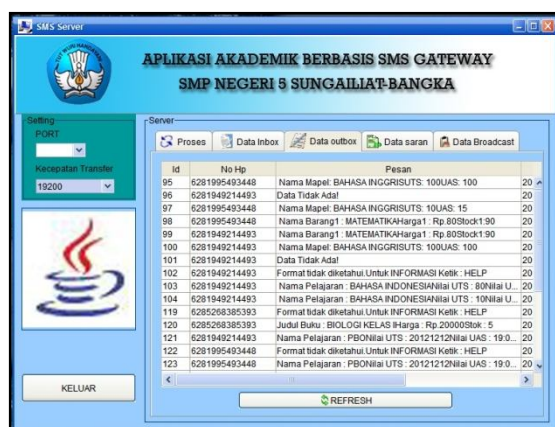 SMS Server
APLIKASI AKADEMIK BERBASIS SMS GATEWAY
SMP NEGERI 5 SUNGAILIAT-BANGKA
Setting
PORT
Kecepatan Transfer
19200
KELUAR
Server
Proses Data Inbox Data outbox Data saran Data Broadcast
Id No Hp Pesan
95 6281995493448 Nama Mapel: BAHASA INGGRISUTS: 100UAS: 100 20
96 6281949214493 Data Tidak Ada! 20
97 6281995493448 Nama Mapel: BAHASA INGGRISUTS: 10UAS: 15 20
98 6281995493448 Nama Barang1 : MATEMATIKAHarga1 : Rp.80Stock1:90 20
99 6281949214493 Nama Barang1 : MATEMATIKAHarga1 : Rp.80Stock1:90 20
100 6281949214493 Nama Mapel: BAHASA INGGRISUTS: 100UAS: 100 20
101 6281949214493 Data Tidak Ada! 20
102 6281949214493 Format tidak diketahui.Untuk INFORMASI Ketik : HELP 20
103 6281949214493 Nama Pelajaran : BAHASA INDONESIANilai UTS : 80Nilai U... 20
104 6281949214493 Nama Pelajaran : BAHASA INDONESIANilai UTS : 10Nilai U... 20
119 6285268385393 Format tidak diketahui.Untuk INFORMASI Ketik : HELP 20
120 6285268385393 Judul Buku : BIOLOGI KELAS IHarga : Rp.20000Stok : 5 20
121 6281949214493 Nama Pelajaran : PBONilai UTS : 20121212Nilai UAS : 19:0... 20
122 6281995493448 Format tidak diketahui.Untuk INFORMASI Ketik : HELP 20
123 6281995493448 Nama Pelajaran : PBONilai UTS : 20121212Nilai UAS : 19:0... 20
REFRESH